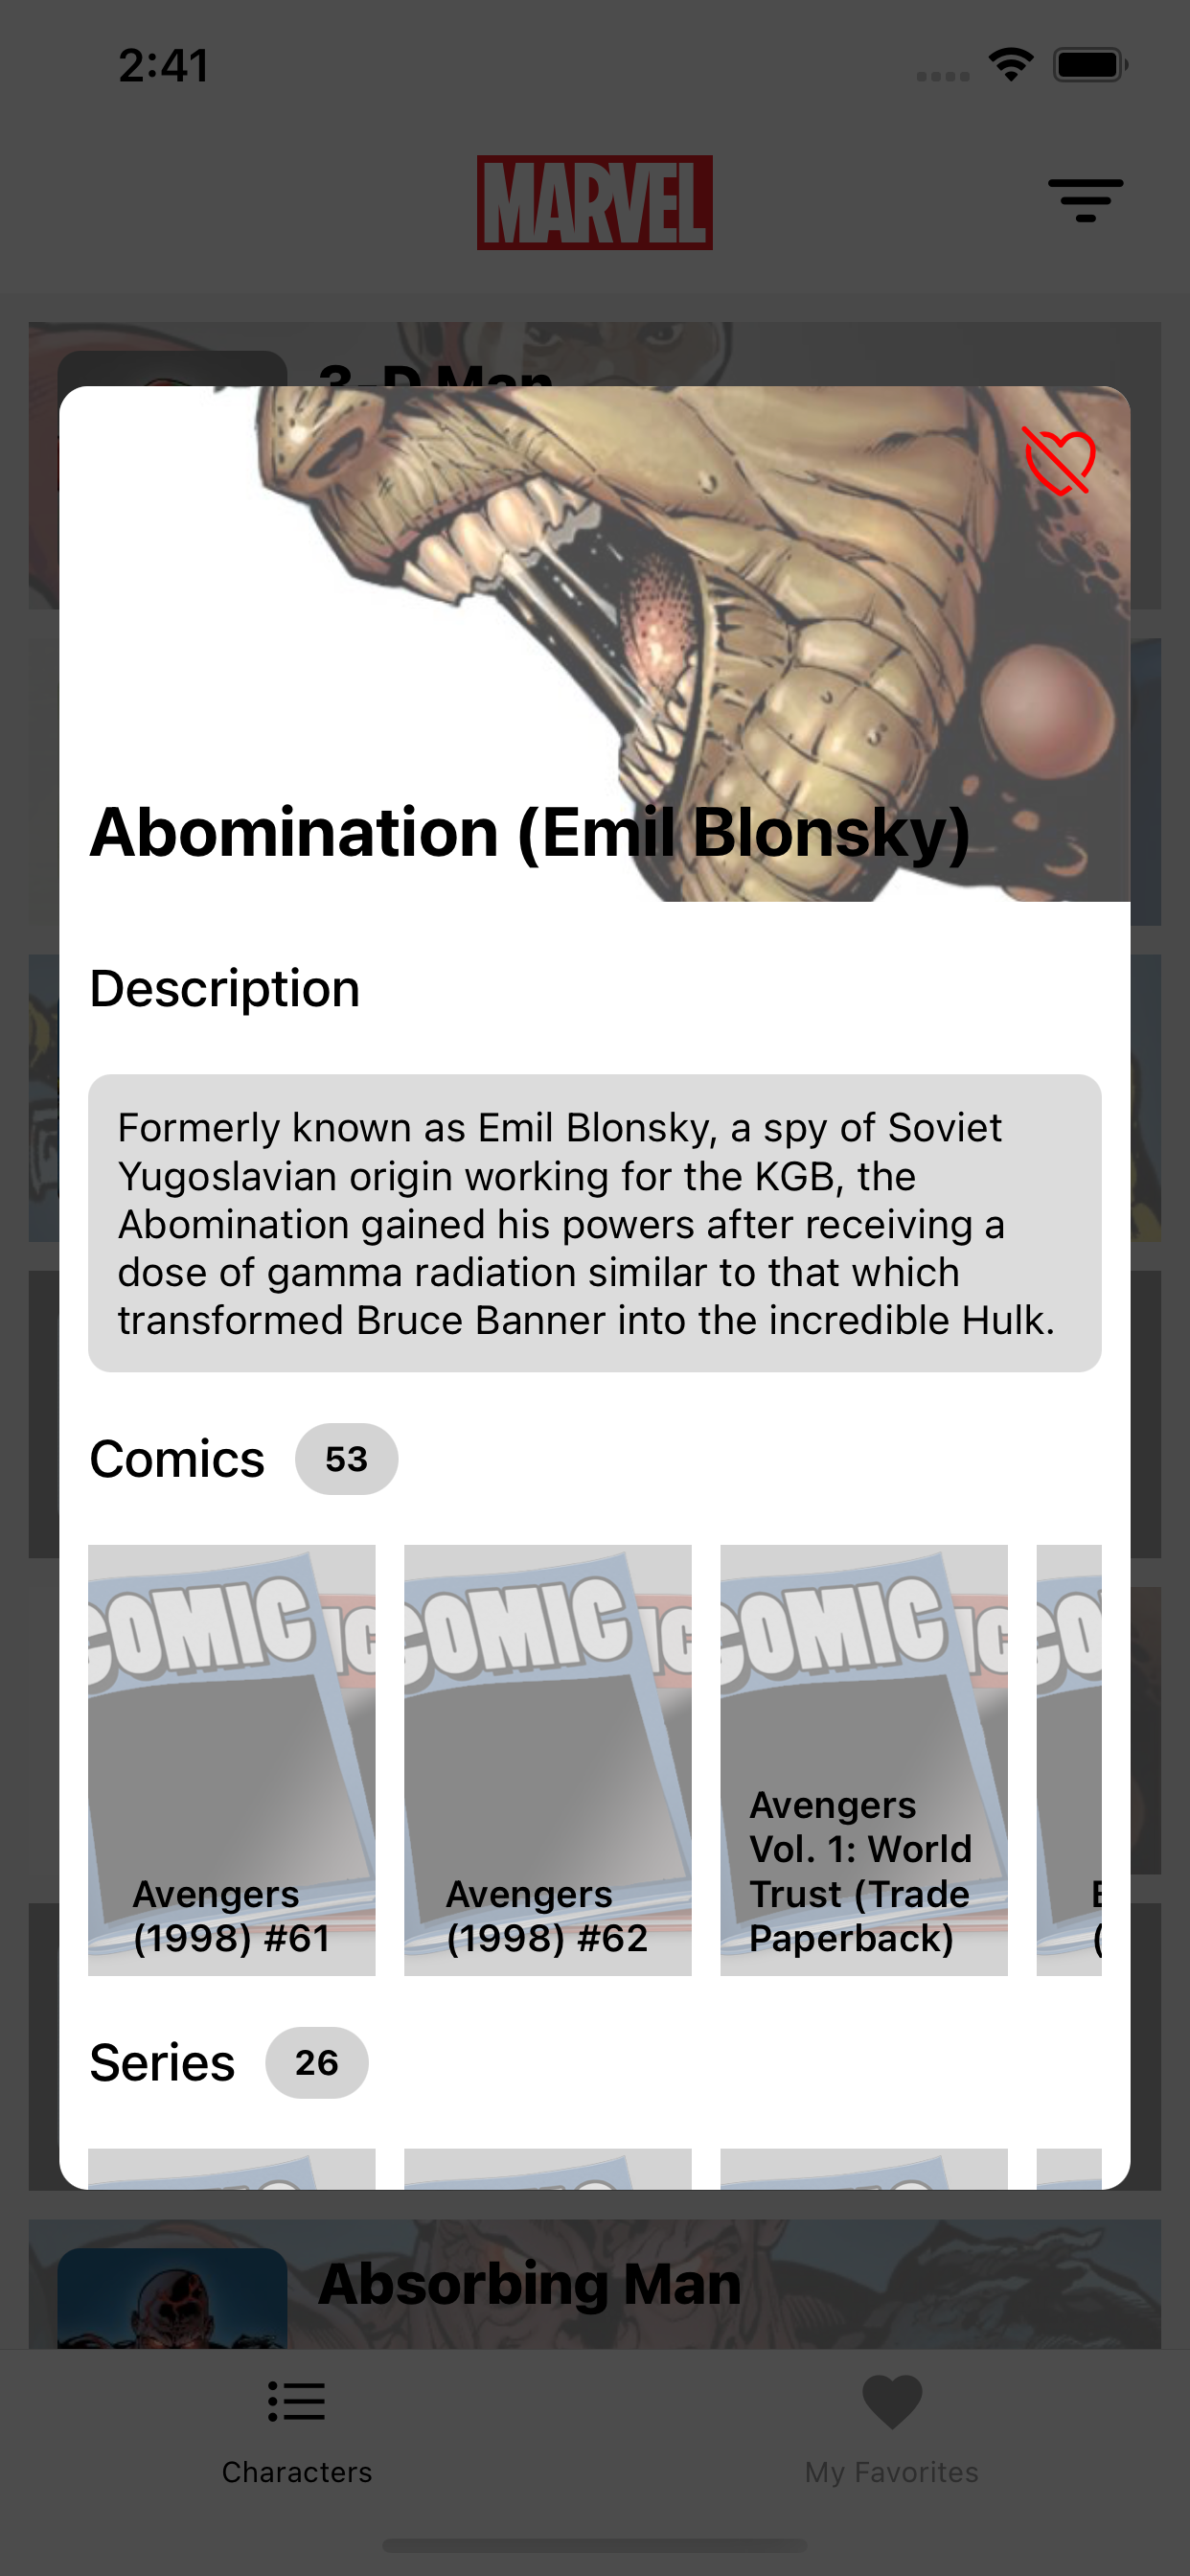 2:41
MARVEL
3-D Man
Abomination (Emil Blonsky)
Description
Formerly known as Emil Blonsky, a spy of Soviet
Yugoslavian origin working for the KGB, the
Abomination gained his powers after receiving a
dose of gamma radiation similar to that which
transformed Bruce Banner into the incredible Hulk.
Comics 53
COMIC
COMIC
COMIC
Avengers
(1998) #61
Avengers
(1998) #62
Avengers
Vol. 1: World
Trust (Trade
Paperback)
Series 26
Absorbing Man
Characters
My Favorites